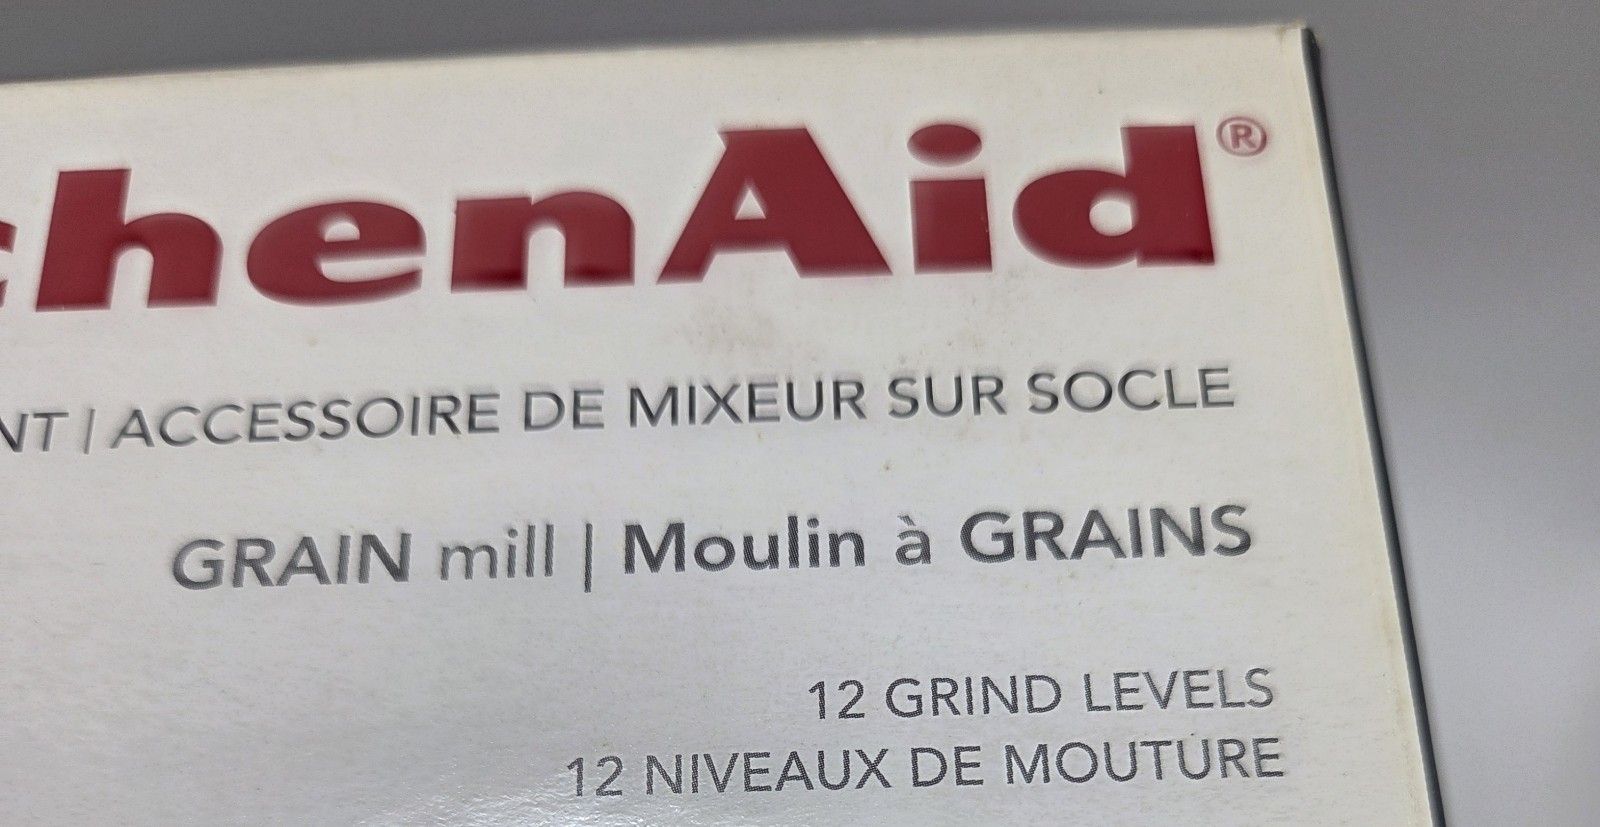 chenAid®
NT | ACCESSOIRE DE MIXEUR SUR SOCLE
GRAIN mill | Moulin à GRAINS
12 GRIND LEVELS
12 NIVEAUX DE MOUTURE